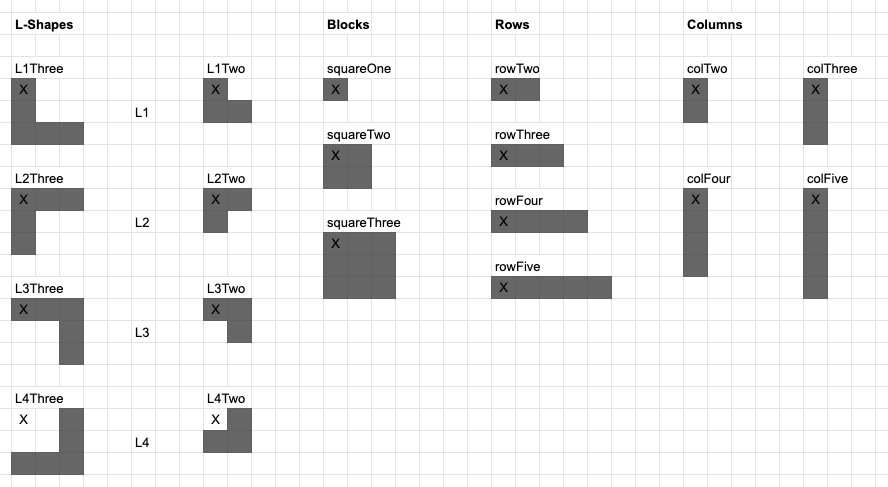 L-Shapes Blocks Rows Columns
L1Three L1Two squareOne rowTwo colTwo colThree
X X X X X X
L1
squareTwo rowThree
X X
L2Three L2Two colFour colFive
X X rowFour X X
L2 squareThree X
X
rowFive
L3Three L3Two X
X X
L3
L4Three L4Two
X X
L4